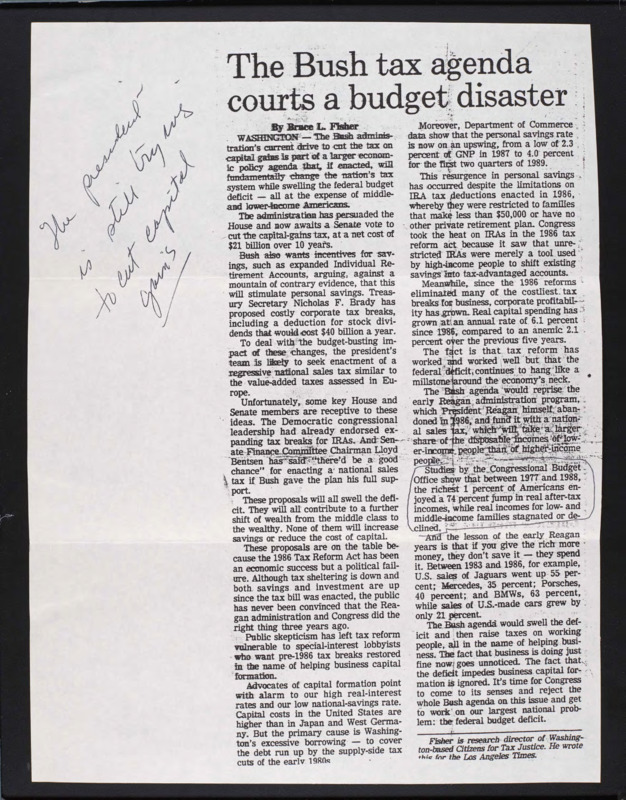 The president
is still trying
to cut capital
gains
The Bush tax agenda
courts a budget disaster
By Bruce L. Fisher
WASHINGTON — The Bush adminis-
tration's current drive to cut the tax on
capital gains is part of a larger econom-
ic policy agenda that, if enacted, will
fundamentally change the nation's tax
system while swelling the federal budget
deficit — all at the expense of middle-
and lower-income Americans.
The administration has persuaded the
House and now awaits a Senate vote to
cut the capital-gains tax, at a net cost of
$21 billion over 10 years.
Bush also wants incentives for sav-
ings, such as expanded Individual Re-
tirement Accounts, arguing, against a
mountain of contrary evidence, that this
will stimulate personal savings. Treas-
ury Secretary Nicholas F. Brady has
proposed costly corporate tax breaks,
including a deduction for stock divi-
dends that would cost $40 billion a year.
To deal with the budget-busting im-
pact of these changes, the president's
team is likely to seek enactment of a
regressive national sales tax similar to
the value-added taxes assessed in Eu-
rope.
Unfortunately, some key House and
Senate members are receptive to these
ideas. The Democratic congressional
leadership had already endorsed ex-
panding tax breaks for IRAs. And Sen-
ate Finance Committee Chairman Lloyd
Bentsen has said "there'd be a good
chance" for enacting a national sales
tax if Bush gave the plan his full sup-
port.
These proposals will all swell the defi-
cit. They will all contribute to a further
shift of wealth from the middle class to
the wealthy. None of them will increase
savings or reduce the cost of capital.
These proposals are on the table be-
cause the 1986 Tax Reform Act has been
an economic success but a political fail-
ure. Although tax sheltering is down and
both savings and investment are up
since the tax bill was enacted, the public
has never been convinced that the Rea-
gan administration and Congress did the
right thing three years ago.
Public skepticism has left tax reform
vulnerable to special-interest lobbyists
who want pre-1986 tax breaks restored
in the name of helping business capital
formation.
Advocates of capital formation point
with alarm to our high real-interest
rates and our low national-savings rate.
Capital costs in the United States are
higher than in Japan and West Germa-
ny. But the primary cause is Washing-
ton's excessive borrowing — to cover
the debt run up by the supply-side tax
cuts of the early 1980s
Moreover, Department of Commerce
data show that the personal savings rate
is now on an upswing, from a low of 2.3
percent of GNP in 1987 to 4.0 percent
for the first two quarters of 1989.
This resurgence in personal savings
has occurred despite the limitations on
IRA tax deductions enacted in 1986,
whereby they were restricted to families
that make less than $50,000 or have no
other private retirement plan. Congress
took the heat on IRAs in the 1986 tax
reform act because it saw that unre-
stricted IRAs were merely a tool used
by high-income people to shift existing
savings into tax-advantaged accounts.
Meanwhile, since the 1986 reforms
eliminated many of the costliest tax
breaks for business, corporate profitabil-
ity has grown. Real capital spending has
grown at an annual rate of 6.1 percent
since 1986, compared to an anemic 2.1
percent over the previous five years.
The fact is that tax reform has
worked and worked well but that the
federal deficit continues to hang like a
millstone around the economy's neck.
The Bush agenda would reprise the
early Reagan administration program,
which President Reagan himself aban-
doned in 1986, and fund it with a nation-
al sales tax, which will take a larger
share of the disposable incomes of low-
er-income people than of higher-income
people.
Studies by the Congressional Budget
Office show that between 1977 and 1988,
the richest 1 percent of Americans en-
joyed a 74 percent jump in real after-tax
incomes, while real incomes for low- and
middle-income families stagnated or de-
clined.
And the lesson of the early Reagan
years is that if you give the rich more
money, they don't save it — they spend
it. Between 1983 and 1986, for example,
U.S. sales of Jaguars went up 55 per-
cent; Mercedes, 35 percent; Porsches,
40 percent; and BMWs, 63 percent,
while sales of U.S.-made cars grew by
only 21 percent.
The Bush agenda would swell the def-
icit and then raise taxes on working
people, all in the name of helping busi-
ness. The fact that business is doing just
fine now goes unnoticed. The fact that
the deficit impedes business capital for-
mation is ignored. It's time for Congress
to come to its senses and reject the
whole Bush agenda on this issue and get
to work on our largest national prob-
lem: the federal budget deficit.
Fisher is research director of Washing-
ton-based Citizens for Tax Justice. He wrote
this for the Los Angeles Times.